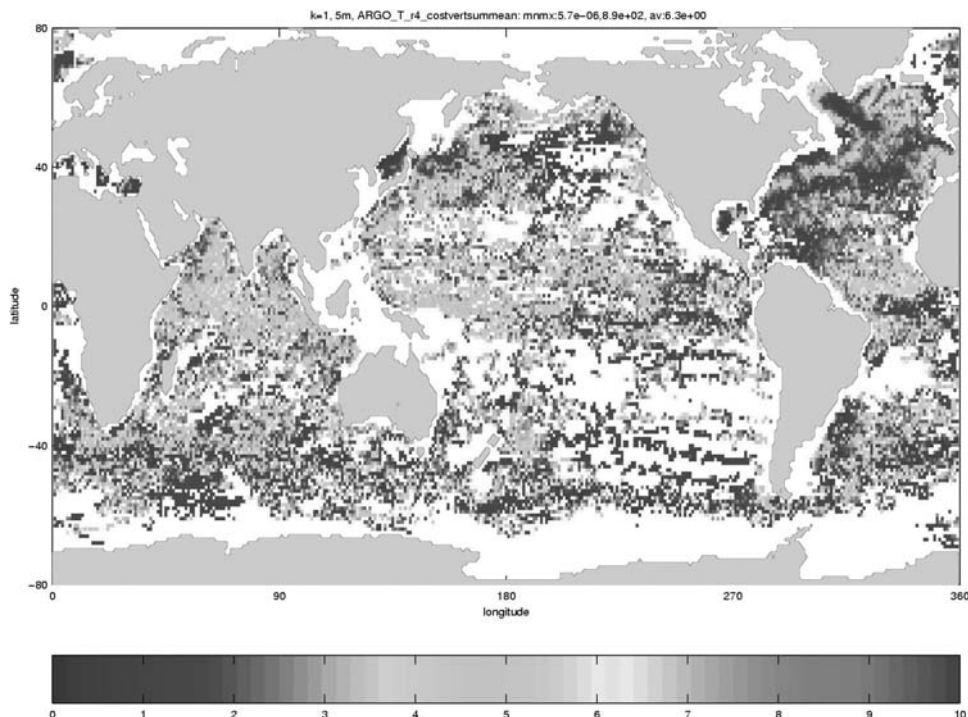 k=1, 5m, ARGO_T_r4_costvertsummean: mnmx:5.7e−06,8.9e+02, av:6.3e+00
80
40
0
−40
−80
latitude
0 90 180 270 360
longitude
0 1 2 3 4 5 6 7 8 9 10